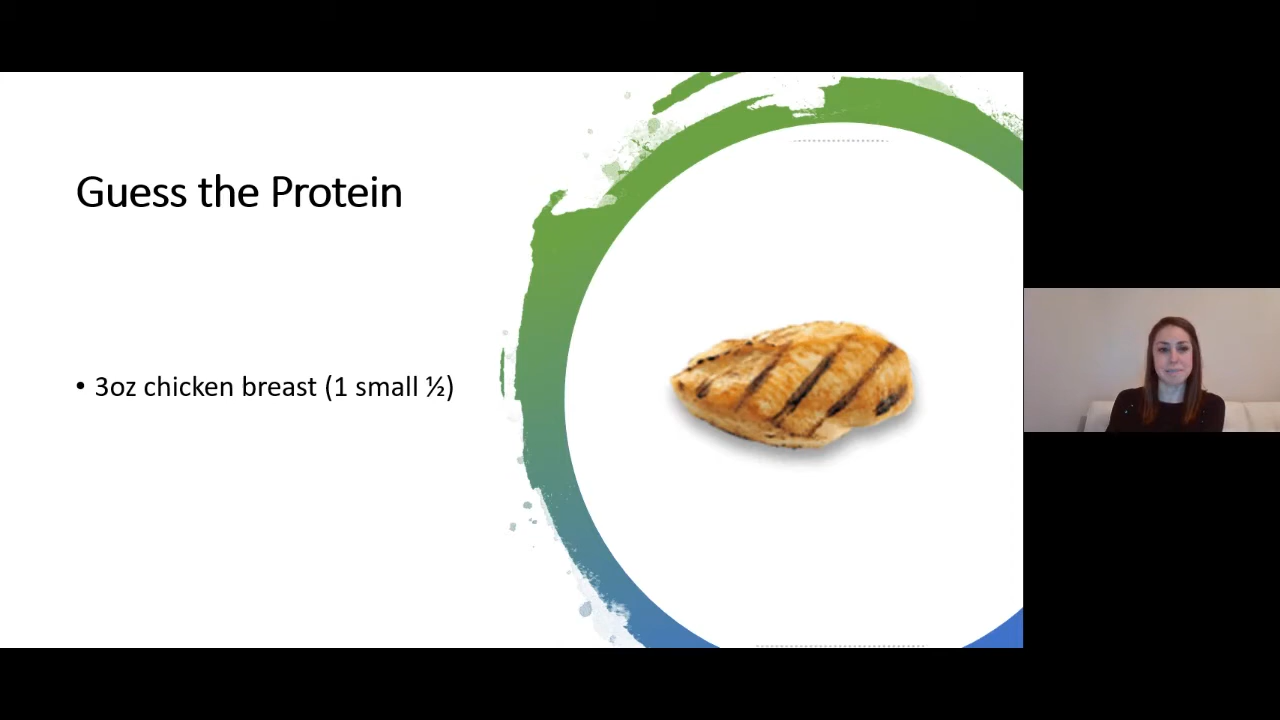 Guess the Protein
• 3oz chicken breast (1 small ½)